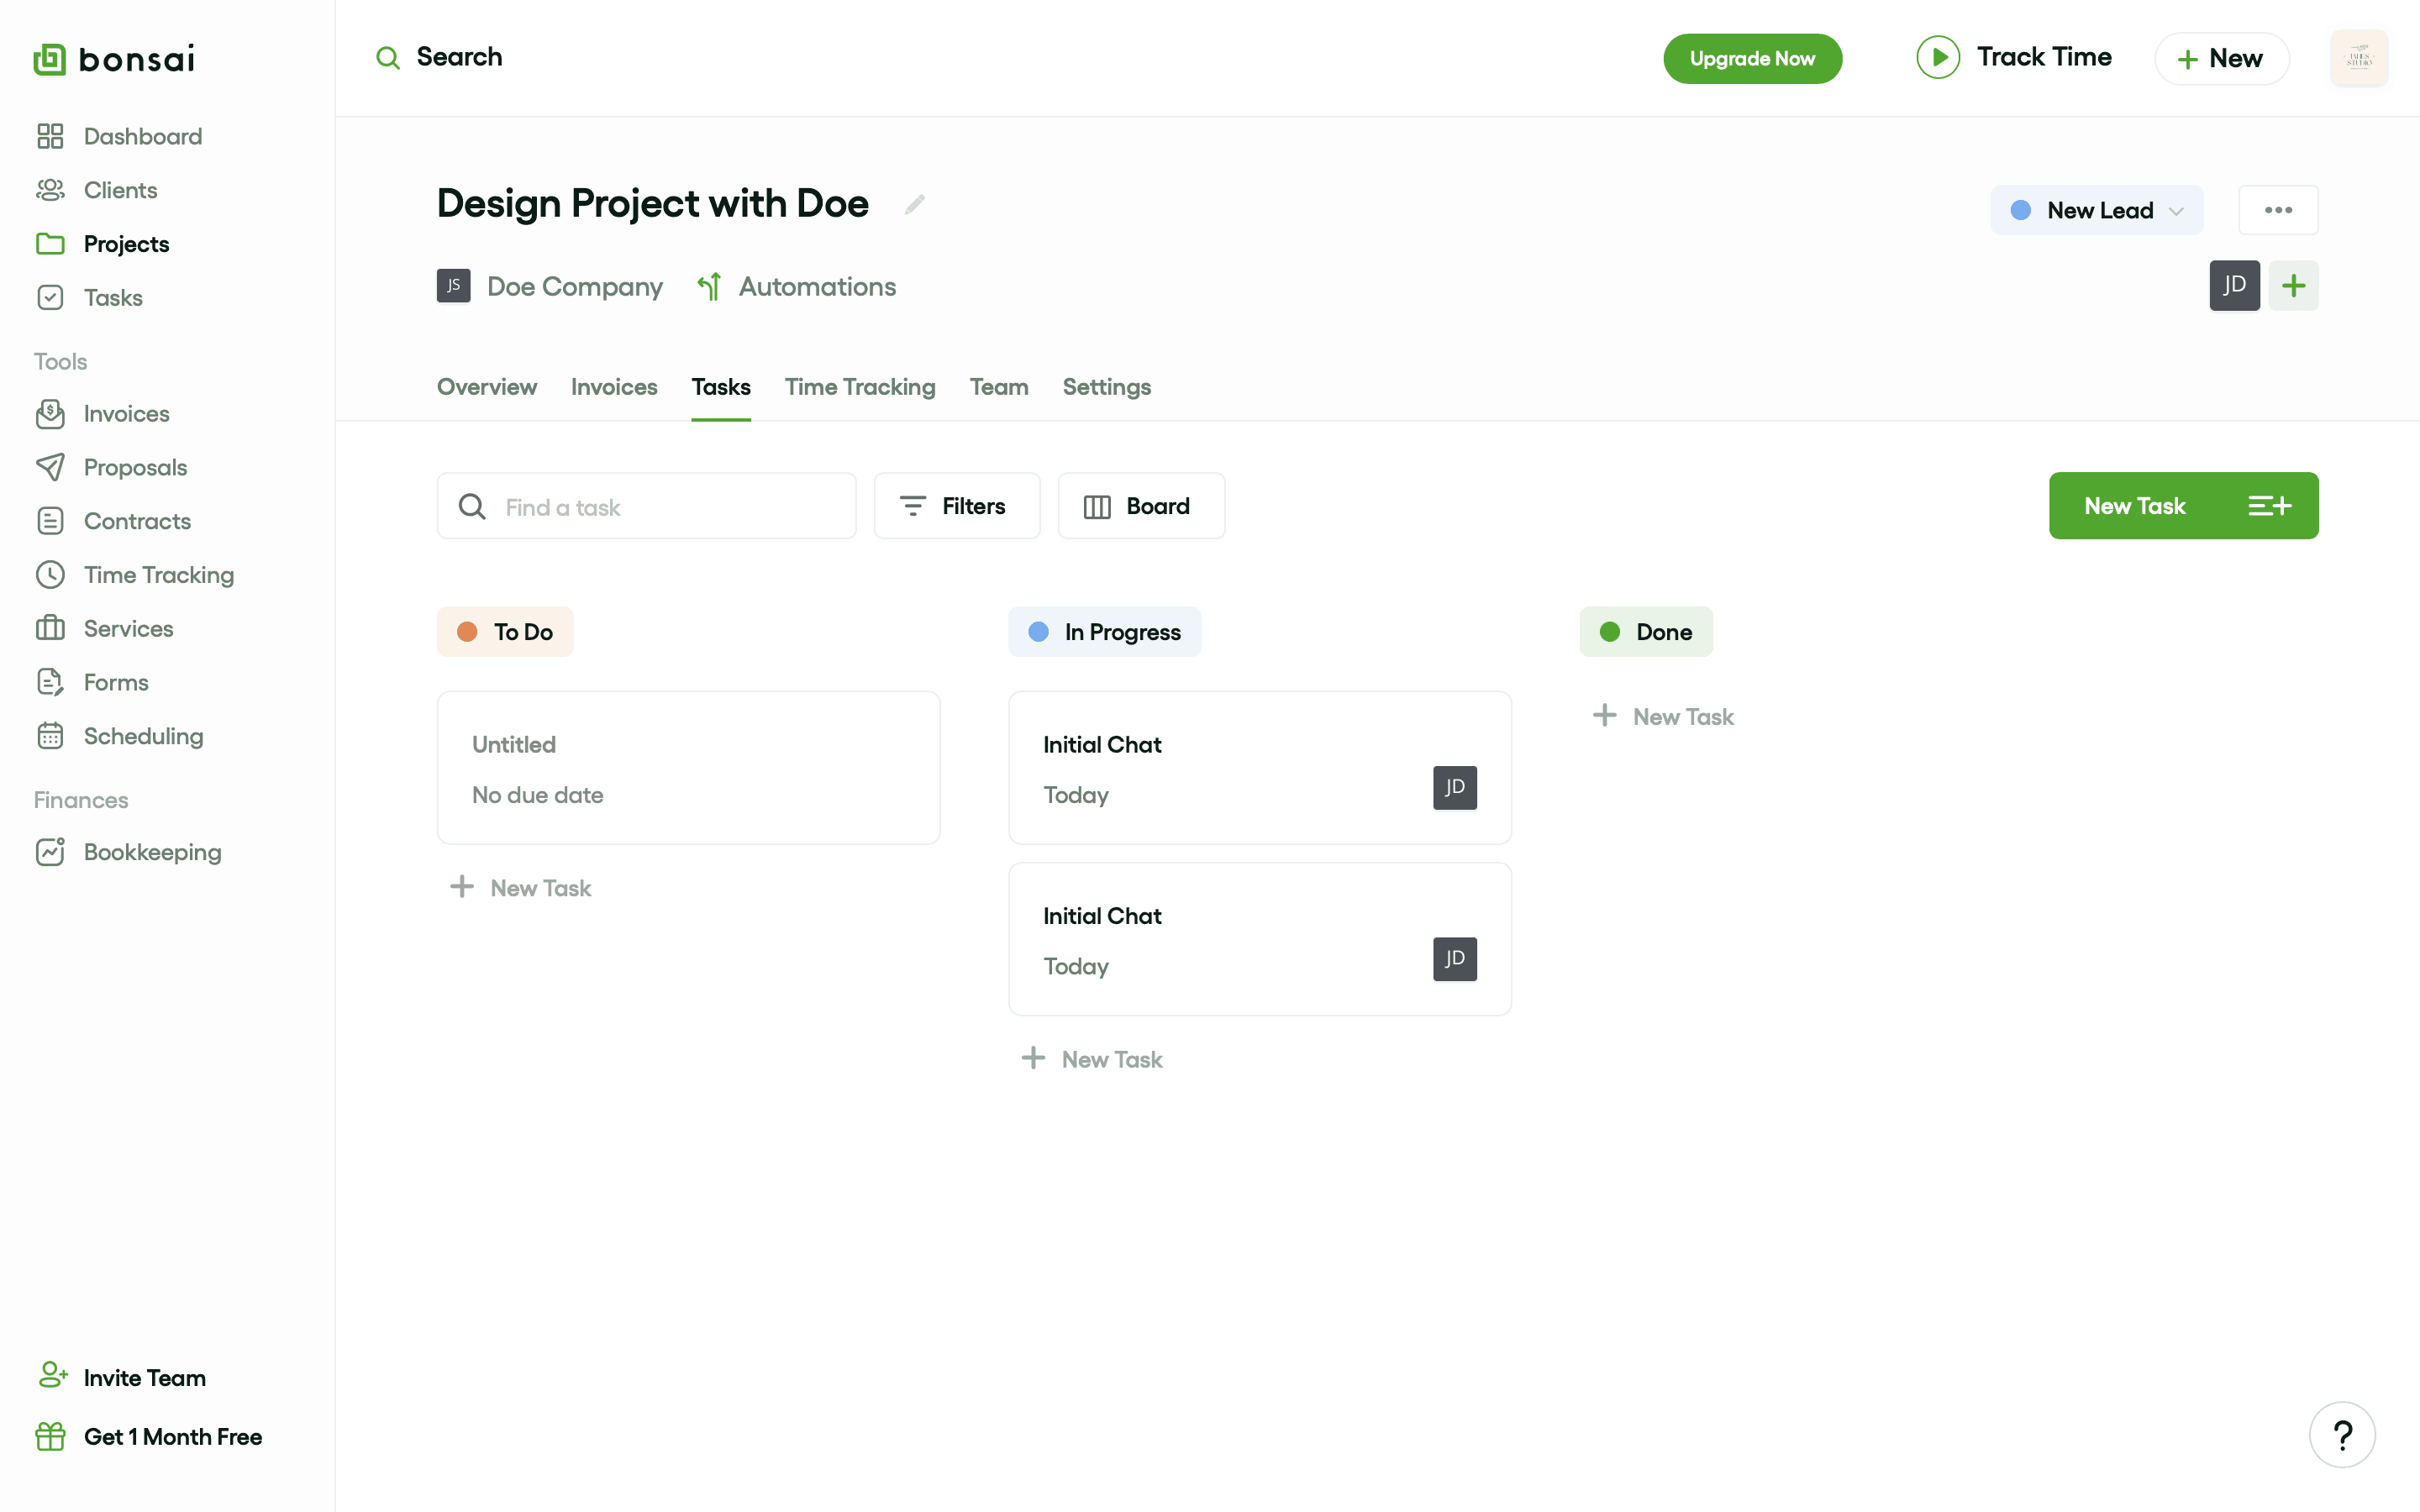 bonsai
Dashboard
Clients
Projects
Tasks
Tools
Invoices
Proposals
Contracts
Time Tracking
Services
Forms
Scheduling
Finances
Bookkeeping
Invite Team
Get 1 Month Free
Search
Upgrade Now
Track Time
+ New
JADE'S
STUDIO
Design Project with Doe
New Lead
JS Doe Company Automations
JD
Overview Invoices Tasks Time Tracking Team Settings
Find a task Filters Board New Task
To Do
Untitled
No due date
+ New Task
In Progress
Initial Chat
Today JD
Initial Chat
Today JD
+ New Task
Done
+ New Task
?